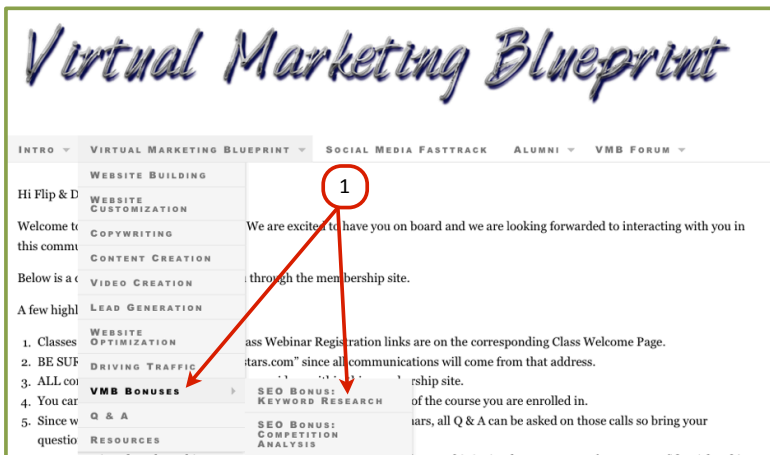 Virtual Marketing Blueprint
INTRO VIRTUAL MARKETING BLUEPRINT SOCIAL MEDIA FASTTRACK ALUMNI VMB FORUM
WEBSITE BUILDING
WEBSITE
CUSTOMIZATION
COPYWRITING
CONTENT CREATION
VIDEO CREATION
LEAD GENERATION
WEBSITE
OPTIMIZATION
DRIVING TRAFFIC
VMB BONUSES
Q & A
RESOURCES
SEO BONUS:
KEYWORD RESEARCH
SEO BONUS:
COMPETITION
ANALYSIS
1
Hi Flip & D
Welcome to We are excited to have you on board and we are looking forwarded to interacting with you in
this commu
Below is a through the membership site.
A few highl
1. Classes ass Webinar Registration links are on the corresponding Class Welcome Page.
2. BE SUR stars.com” since all communications will come from that address.
3. ALL con rship site.
4. You can of the course you are enrolled in.
5. Since w nars, all Q & A can be asked on those calls so bring your
questio